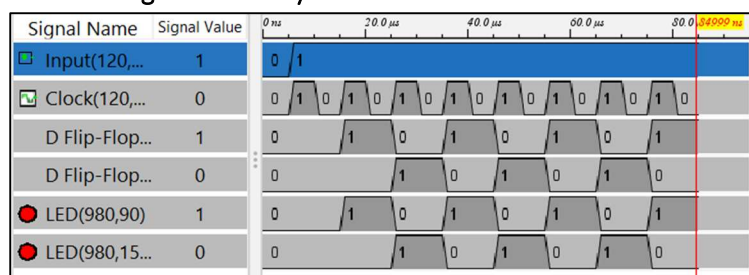 Signal Name Signal Value 0 ns 20.0 µs 40.0 µs 60.0 µs 80.0 84999 ns
Input(120,... 1 0 1
Clock(120,... 0 0 1 0 1 0 1 0 1 0 1 0 1 0 1 0 1 0
D Flip-Flop... 1 0 1 0 1 0 1 0 1
D Flip-Flop... 0 0 1 0 1 0 1 0
LED(980,90) 1 0 1 0 1 0 1 0 1
LED(980,15... 0 0 1 0 1 0 1 0